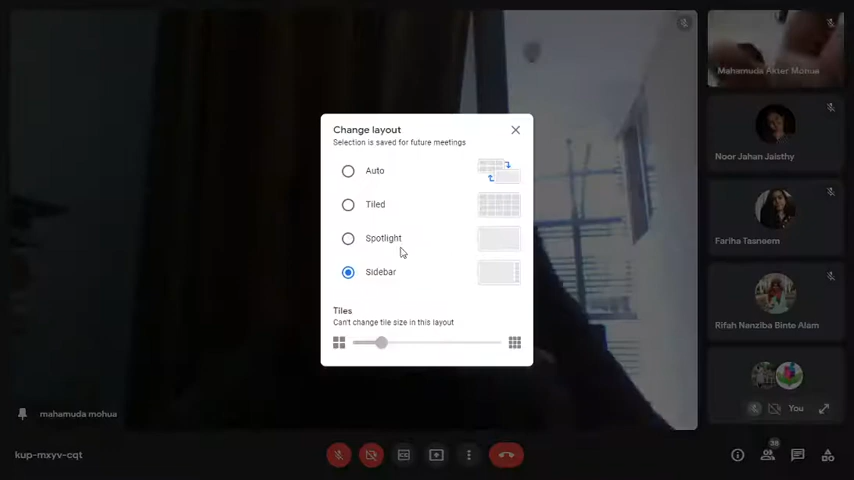 Change layout
Selection is saved for future meetings
Auto
Tiled
Spotlight
Sidebar
Tiles
Can't change tile size in this layout
Mahamuda Akter Mohua
Noor Jahan Jaisthy
Fariha Tasneem
Rifah Nanziba Binte Alam
You
mahamuda mohua
kup-mxyv-cqt
CC
38